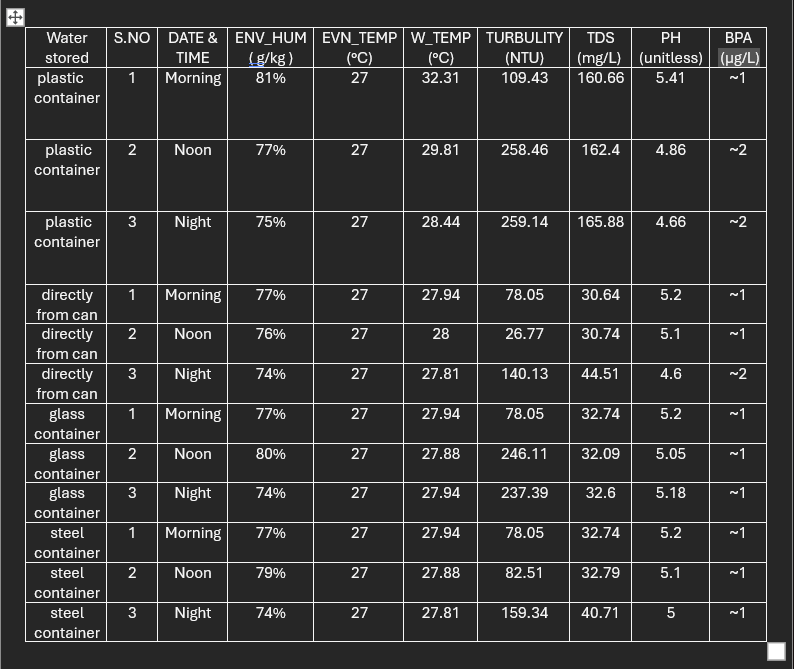 Water stored S.NO DATE & TIME ENV_HUM ( g/kg ) EVN_TEMP (°C) W_TEMP (°C) TURBULITY (NTU) TDS (mg/L) PH (unitless) BPA (µg/L)
plastic container 1 Morning 81% 27 32.31 109.43 160.66 5.41 ~1
plastic container 2 Noon 77% 27 29.81 258.46 162.4 4.86 ~2
plastic container 3 Night 75% 27 28.44 259.14 165.88 4.66 ~2
directly from can 1 Morning 77% 27 27.94 78.05 30.64 5.2 ~1
directly from can 2 Noon 76% 27 28 26.77 30.74 5.1 ~1
directly from can 3 Night 74% 27 27.81 140.13 44.51 4.6 ~2
glass container 1 Morning 77% 27 27.94 78.05 32.74 5.2 ~1
glass container 2 Noon 80% 27 27.88 246.11 32.09 5.05 ~1
glass container 3 Night 74% 27 27.94 237.39 32.6 5.18 ~1
steel container 1 Morning 77% 27 27.94 78.05 32.74 5.2 ~1
steel container 2 Noon 79% 27 27.88 82.51 32.79 5.1 ~1
steel container 3 Night 74% 27 27.81 159.34 40.71 5 ~1